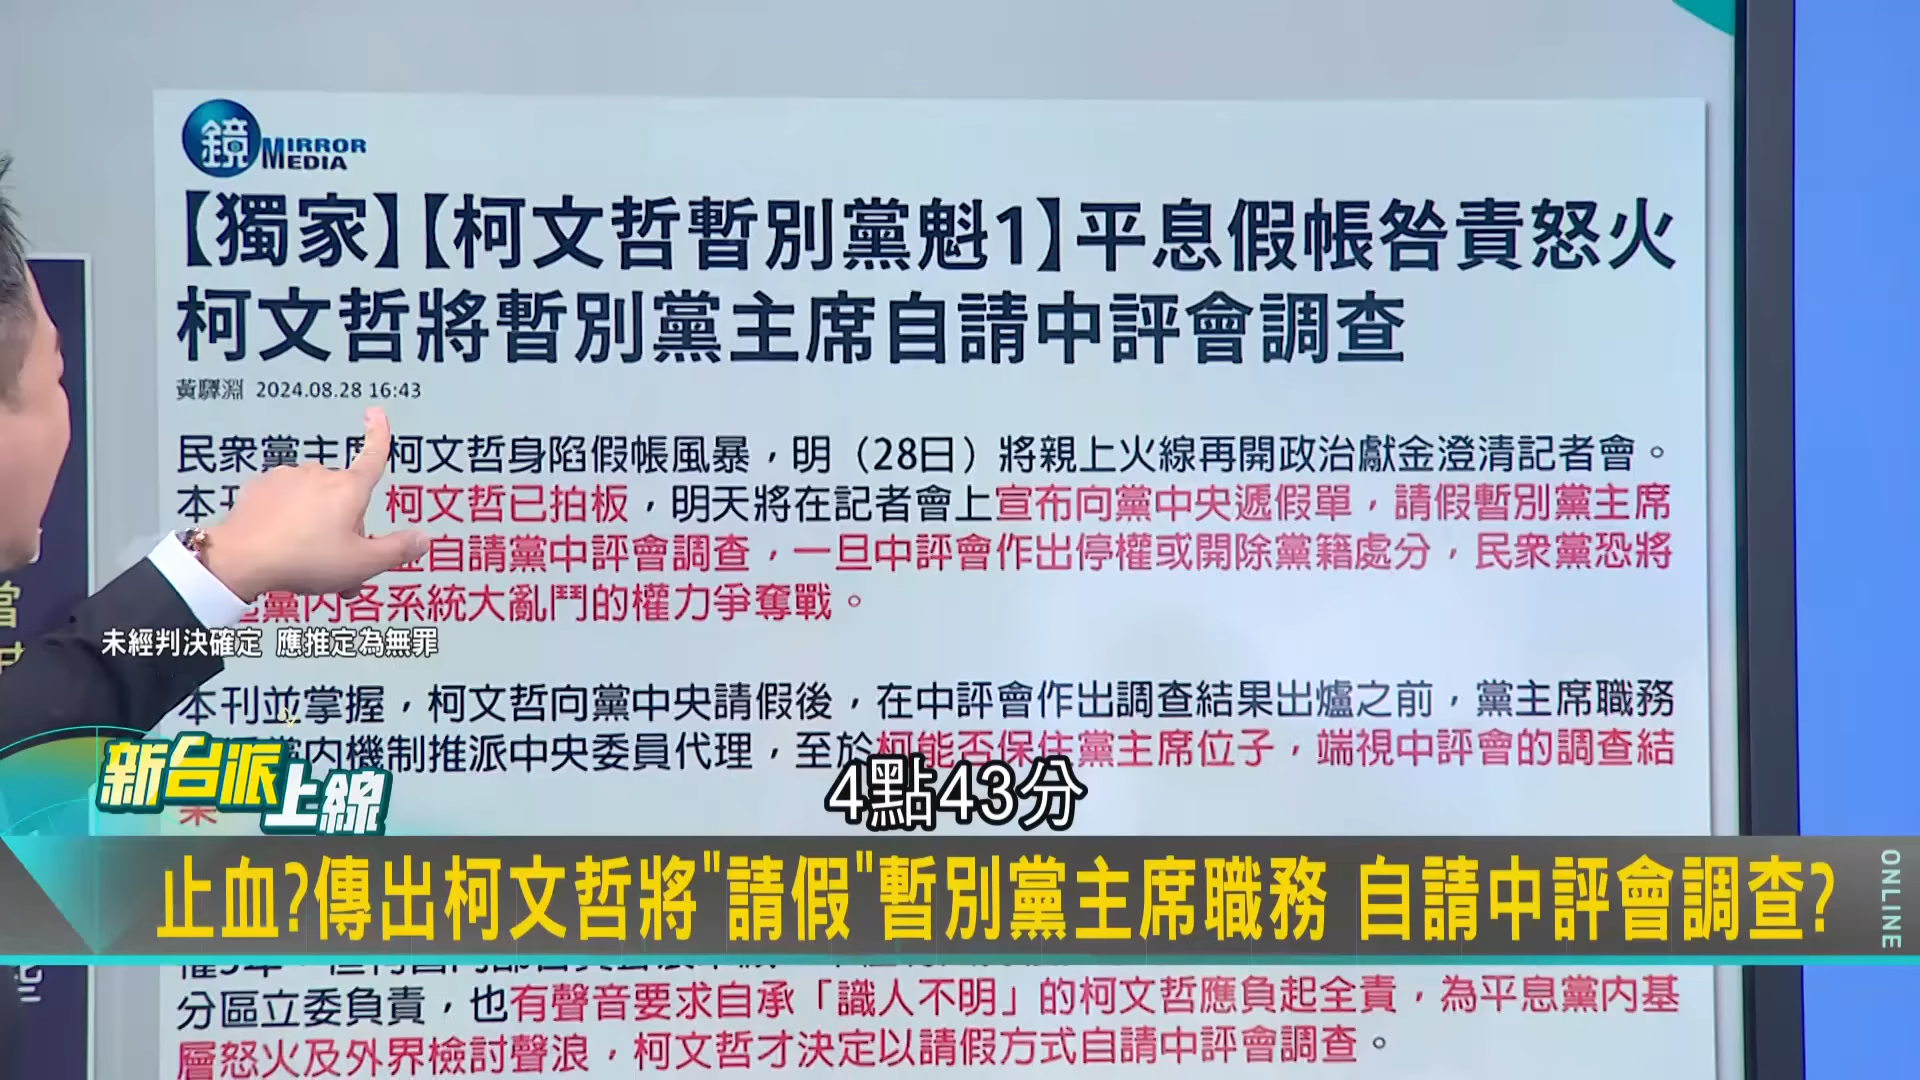 鏡 MIRROR MEDIA
【獨家】【柯文哲暫別黨魁1】平息假帳咎責怒火
柯文哲將暫別黨主席自請中評會調查
黃驛淵 2024.08.28 16:43
民眾黨主席柯文哲身陷假帳風暴，明（28日）將親上火線再開政治獻金澄清記者會。
本刊 柯文哲已拍板，明天將在記者會上宣布向黨中央遞假單，請假暫別黨主席
自請黨中評會調查，一旦中評會作出停權或開除黨籍處分，民眾黨恐將
黨內各系統大亂鬥的權力爭奪戰。
未經判決確定 應推定為無罪
本刊並掌握，柯文哲向黨中央請假後，在中評會作出調查結果出爐之前，黨主席職務
黨內機制推派中央委員代理，至於柯能否保住黨主席位子，端視中評會的調查結
果
新台派上線
4點43分
止血?傳出柯文哲將"請假"暫別黨主席職務 自請中評會調查?
ONLINE
分區立委負責，也有聲音要求自承「識人不明」的柯文哲應負起全責，為平息黨內基
層怒火及外界檢討聲浪，柯文哲才決定以請假方式自請中評會調查。